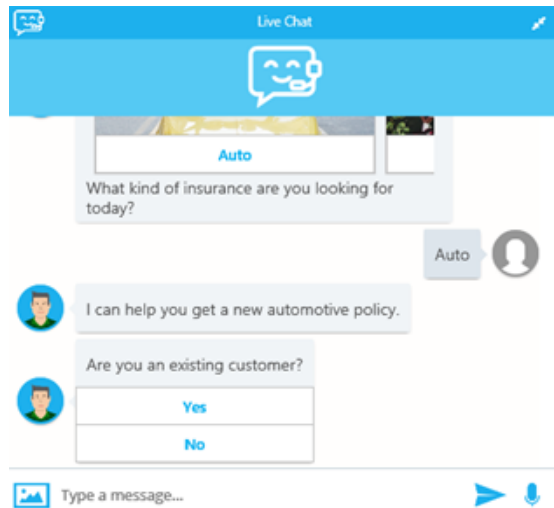 Live Chat
Auto
What kind of insurance are you looking for
today?
Auto
I can help you get a new automotive policy.
Are you an existing customer?
Yes
No
Type a message...